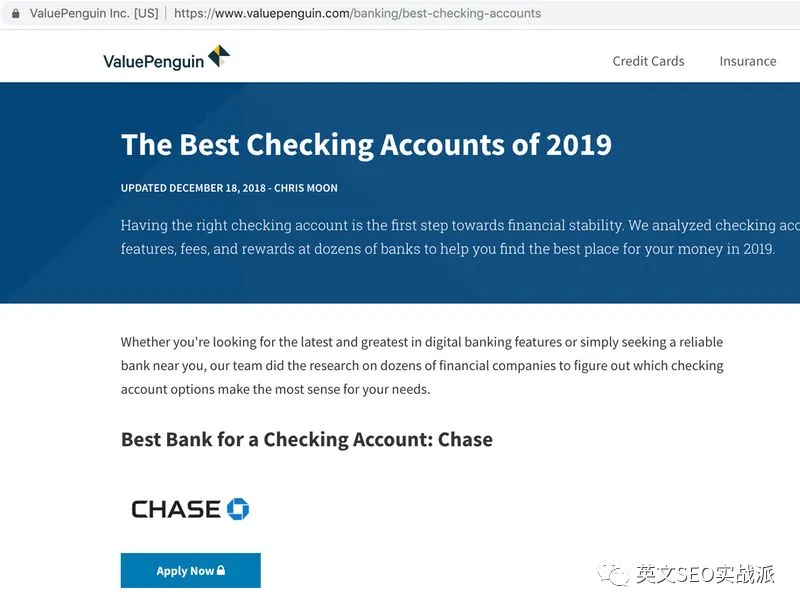 ValuePenguin Inc. [US] | https://www.valuepenguin.com/banking/best-checking-accounts
ValuePenguin
Credit Cards Insurance
The Best Checking Accounts of 2019
UPDATED DECEMBER 18, 2018 - CHRIS MOON
Having the right checking account is the first step towards financial stability. We analyzed checking acc
features, fees, and rewards at dozens of banks to help you find the best place for your money in 2019.
Whether you're looking for the latest and greatest in digital banking features or simply seeking a reliable
bank near you, our team did the research on dozens of financial companies to figure out which checking
account options make the most sense for your needs.
Best Bank for a Checking Account: Chase
CHASE
Apply Now
英文SEO实战派